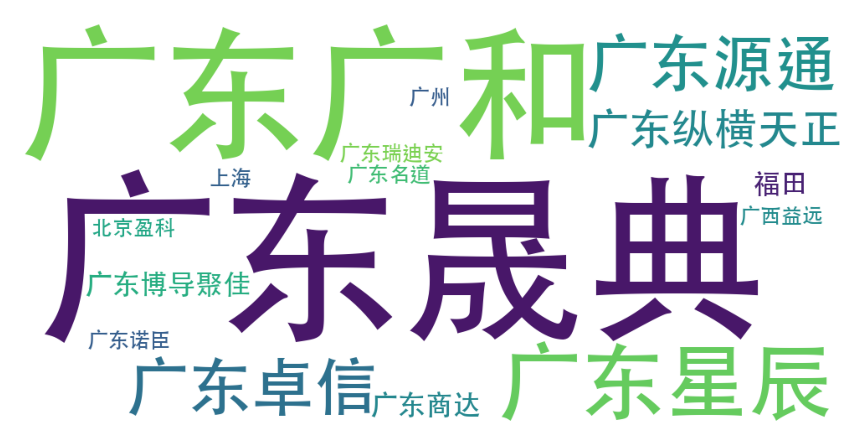 广东广和
广东源通
广州
广东纵横天正
广东瑞迪安
广东名道
上海
福田
广东晟典
广西益远
北京盈科
广东博导聚佳
广东诺臣
广东星辰
广东卓信
广东商达